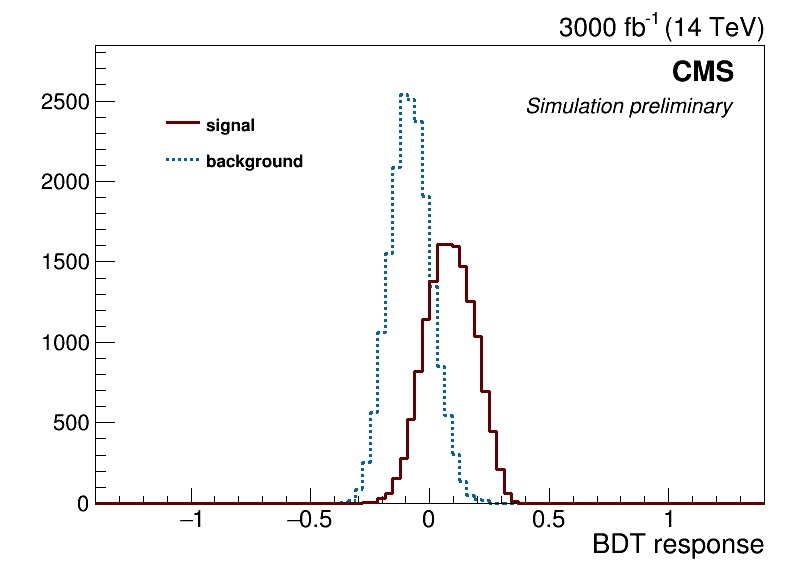 3000 fb⁻¹ (14 TeV)
CMS
Simulation preliminary
signal
background
2500
2000
1500
1000
500
0
−1 −0.5 0 0.5 1
BDT response